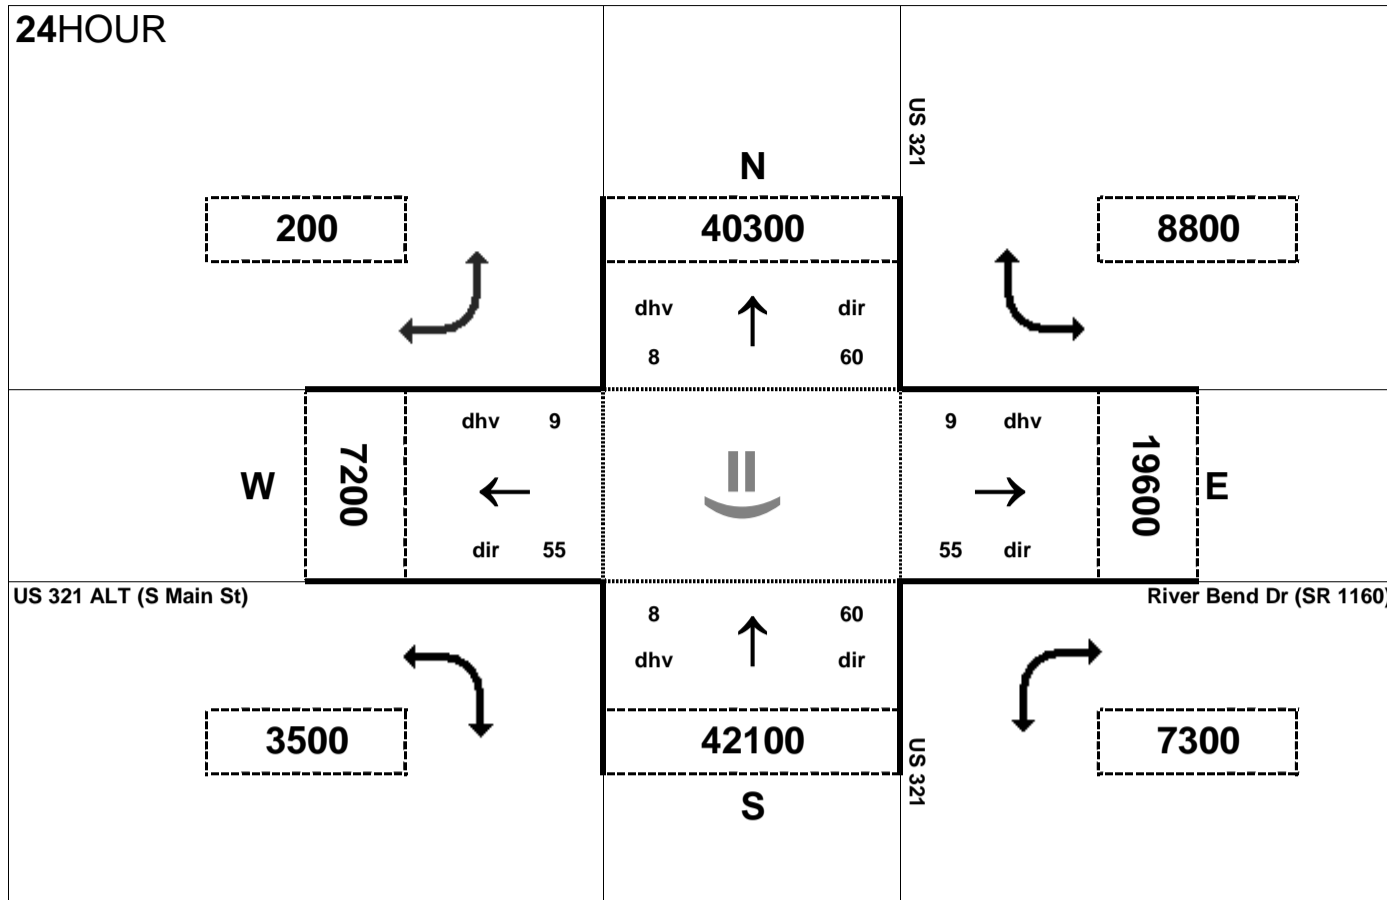 24HOUR
US 321
N
200
40300
8800
dhv
dir
8
60
dhv 9
9 dhv
W
7200
19600
E
dir 55
55 dir
US 321 ALT (S Main St)
8
60
River Bend Dr (SR 1160)
dhv
dir
3500
42100
7300
US 321
S